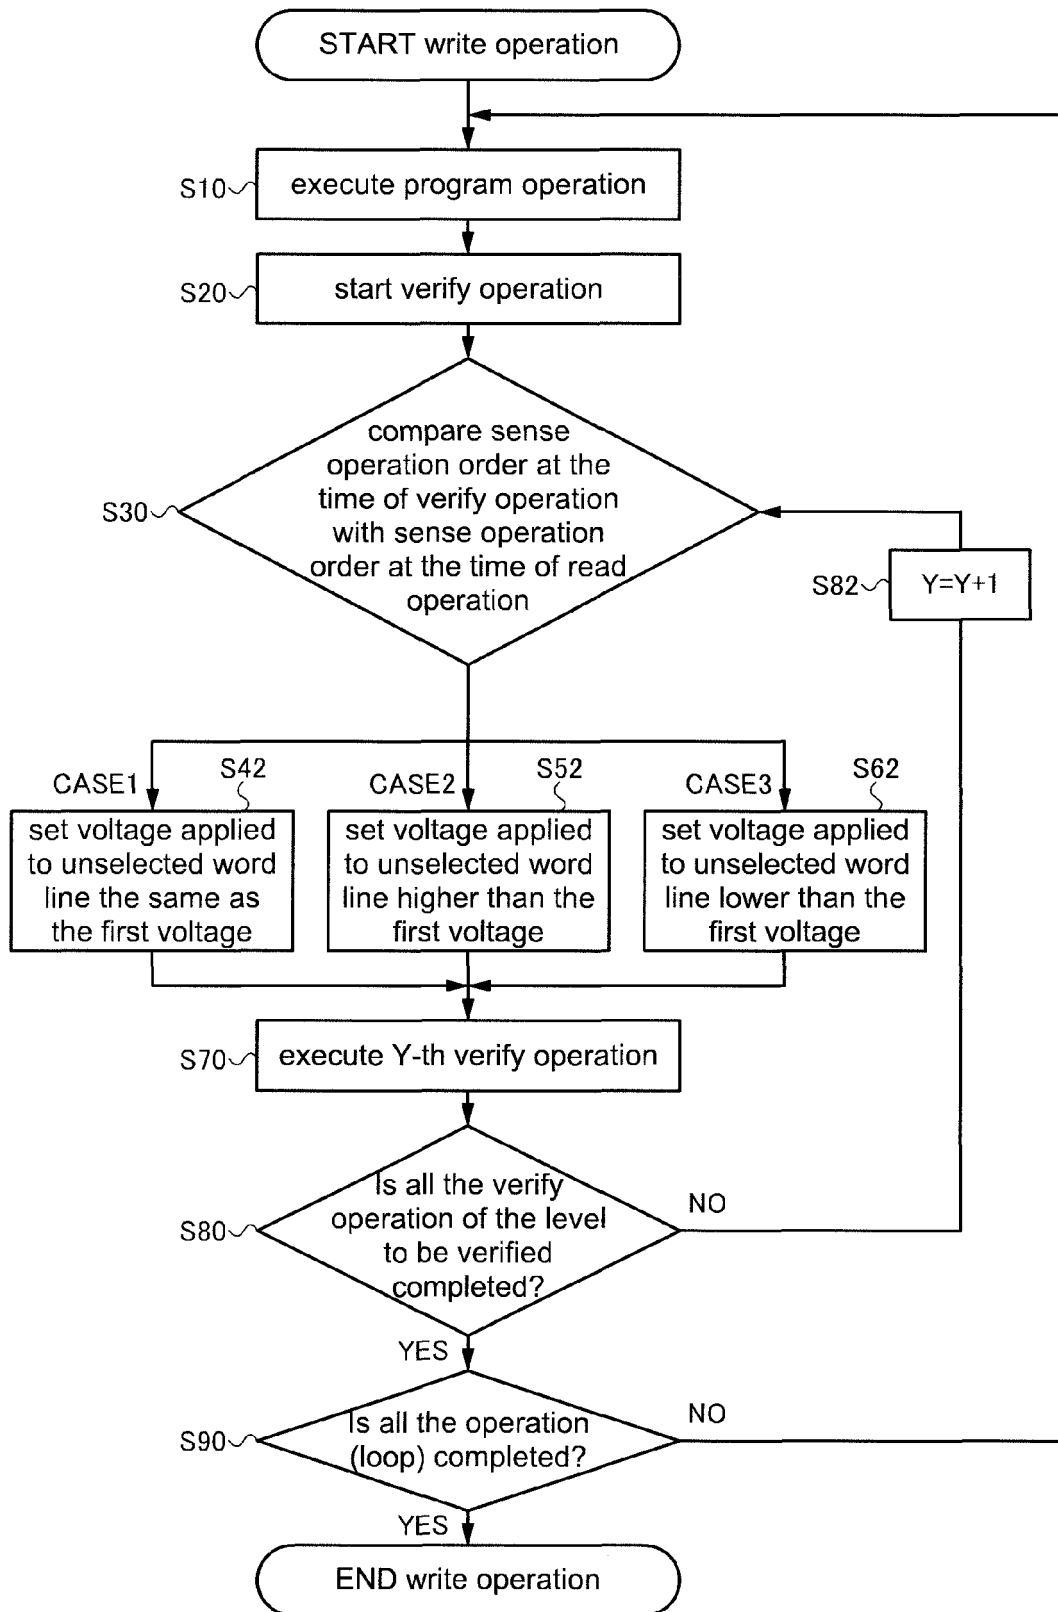 START write operation
S10
execute program operation
S20
start verify operation
S30
compare sense
operation order at the
time of verify operation
with sense operation
order at the time of read
operation
S82
Y=Y+1
CASE1
S42
set voltage applied
to unselected word
line the same as
the first voltage
CASE2
S52
set voltage applied
to unselected word
line higher than the
first voltage
CASE3
S62
set voltage applied
to unselected word
line lower than the
first voltage
S70
execute Y-th verify operation
S80
Is all the verify
operation of the level
to be verified
completed?
NO
YES
S90
Is all the operation
(loop) completed?
NO
YES
END write operation